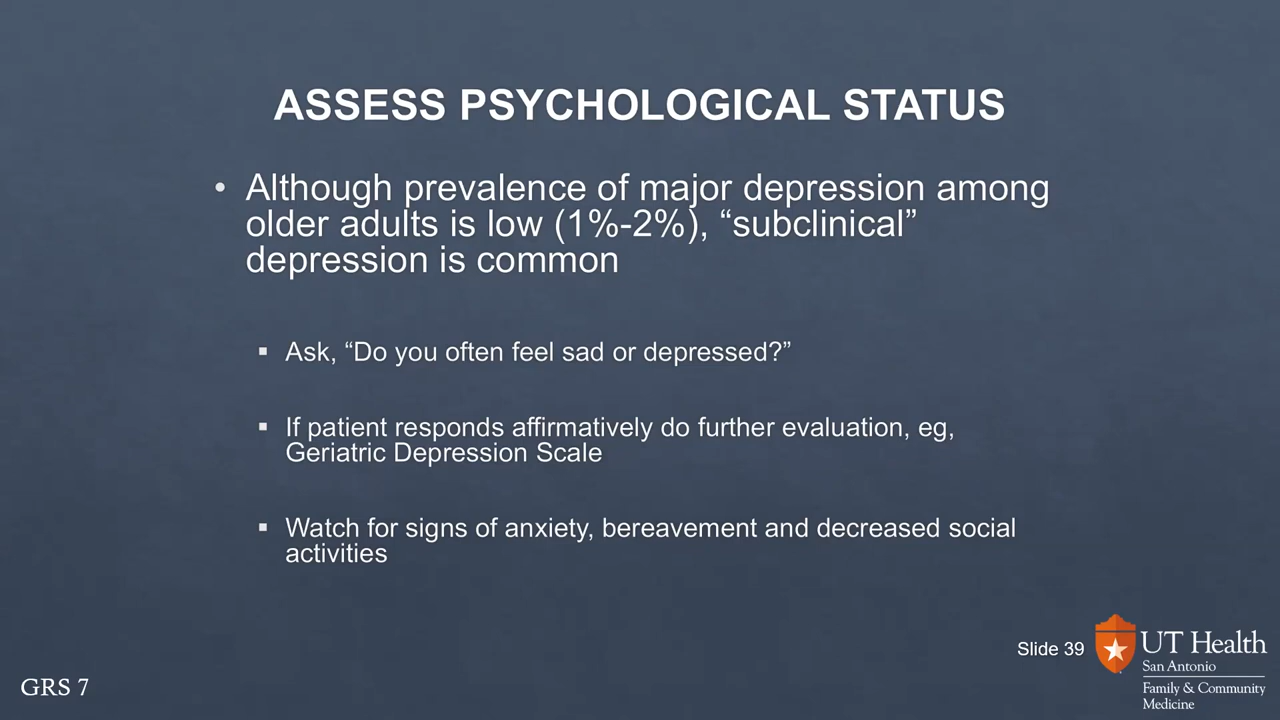 ASSESS PSYCHOLOGICAL STATUS
• Although prevalence of major depression among
older adults is low (1%-2%), “subclinical”
depression is common
▪ Ask, “Do you often feel sad or depressed?”
▪ If patient responds affirmatively do further evaluation, eg,
Geriatric Depression Scale
▪ Watch for signs of anxiety, bereavement and decreased social
activities
Slide 39
UT Health
San Antonio
Family & Community
Medicine
GRS 7